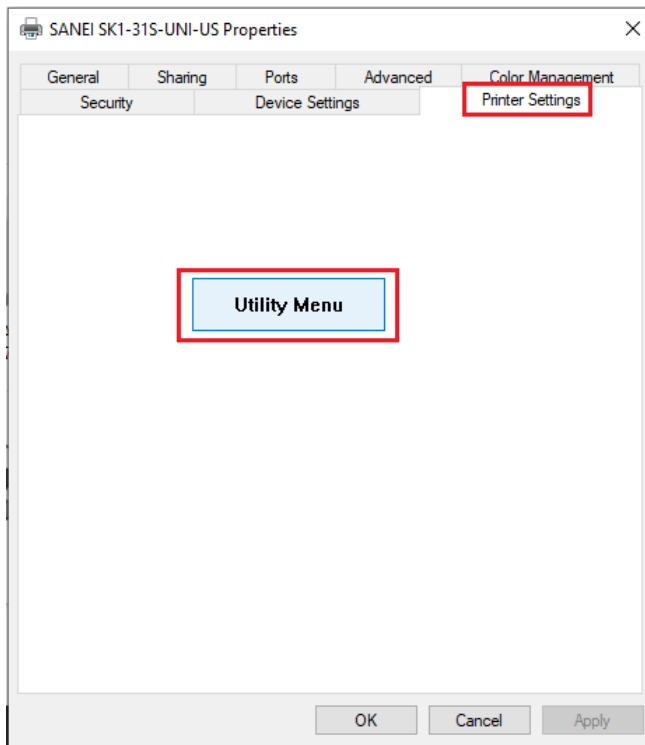 SANEI SK1-31S-UNI-US Properties
General Sharing Ports Advanced Color Management
Security Device Settings Printer Settings
Utility Menu
OK Cancel Apply